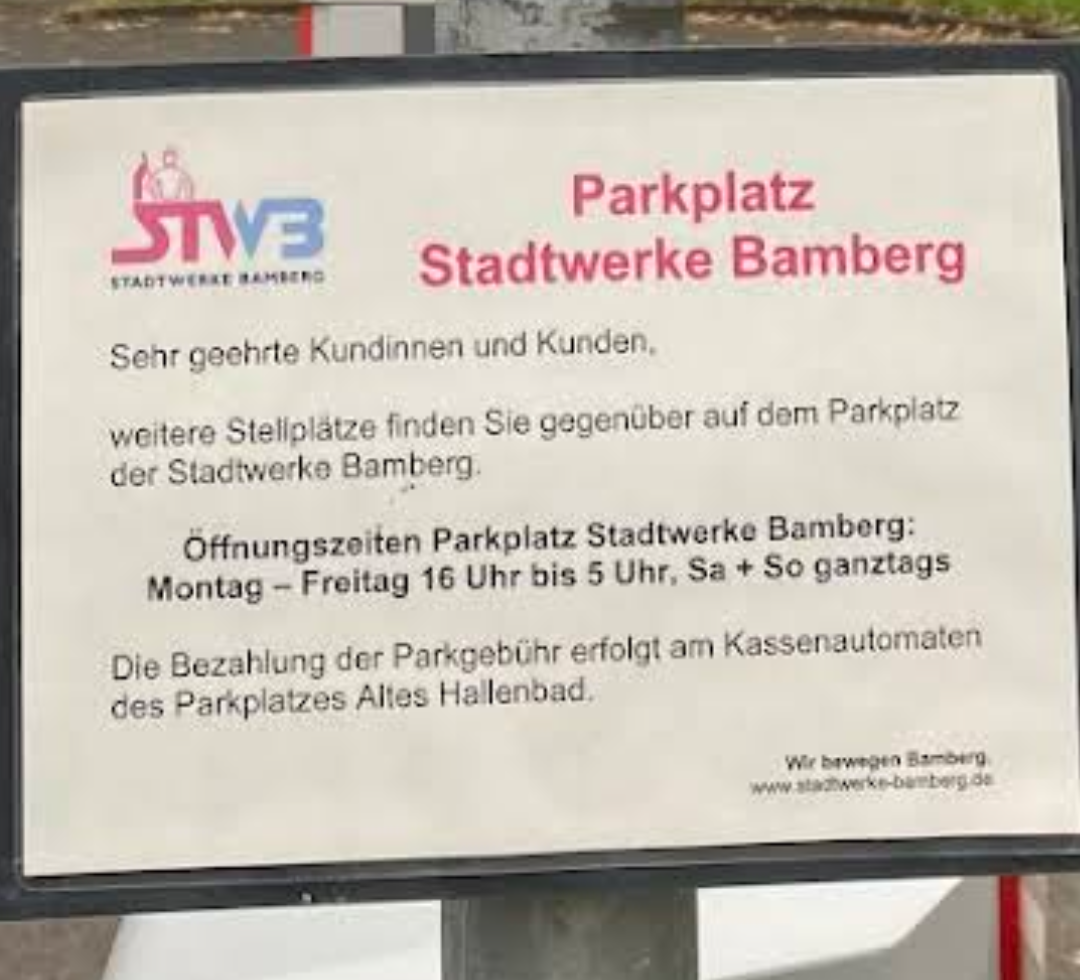 STWB
STADTWERKE BAMBERG
Parkplatz
Stadtwerke Bamberg
Sehr geehrte Kundinnen und Kunden,
weitere Stellplätze finden Sie gegenüber auf dem Parkplatz
der Stadtwerke Bamberg.
Öffnungszeiten Parkplatz Stadtwerke Bamberg:
Montag – Freitag 16 Uhr bis 5 Uhr, Sa + So ganztags
Die Bezahlung der Parkgebühr erfolgt am Kassenautomaten
des Parkplatzes Altes Hallenbad.
Wir bewegen Bamberg.
www.stadtwerke-bamberg.de